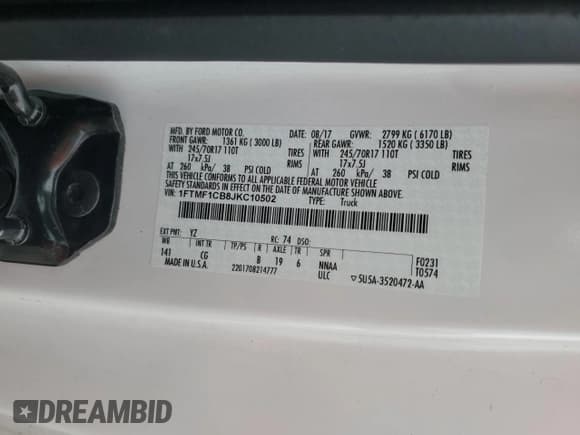 MFD. BY FORD MOTOR CO. DATE: 08/17 GVWR: 2799 KG ( 6170 LB)
FRONT GAWR: 1361 KG ( 3000 LB) REAR GAWR: 1520 KG ( 3350 LB)
WITH 245/70R17 110T TIRES WITH 245/70R17 110T TIRES
17x7.5J RIMS 17x7.5J RIMS
AT 260 kPa/ 38 PSI COLD AT 260 kPa/ 38 PSI COLD
THIS VEHICLE CONFORMS TO ALL APPLICABLE FEDERAL MOTOR VEHICLE
SAFETY AND THEFT PREVENTION STANDARDS IN EFFECT ON THE DATE OF MANUFACTURE SHOWN ABOVE.
VIN: 1FTMF1CB8JKC10502 TYPE: Truck
EXT PNT: YZ RC: 74 DSO:
WB TP/PS R AXLE TR SPR F0231
141 CG B 19 6 NNAA T0574
MADE IN U.S.A. 2201708214777 ULC ▽5U5A-3520472-AA
DREAMBID